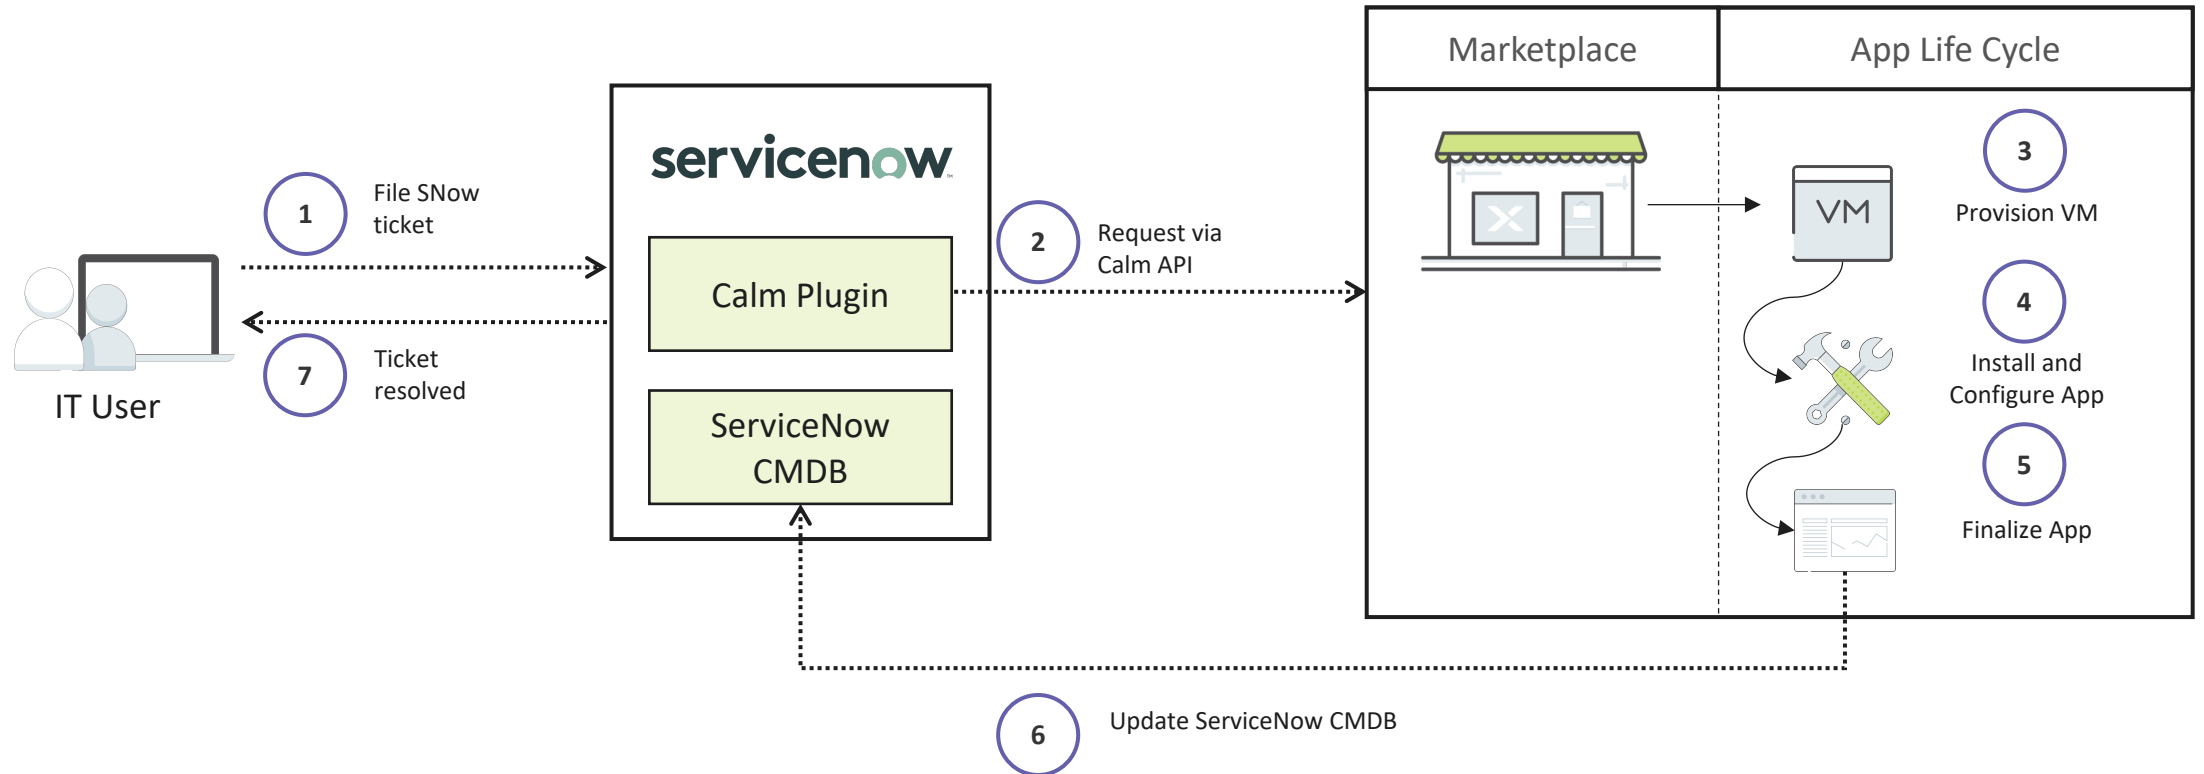 Marketplace
App Life Cycle
servicenow
TM
1
File SNow
ticket
2
Request via
Calm API
Calm Plugin
7
Ticket
resolved
IT User
ServiceNow
CMDB
VM
3
Provision VM
4
Install and
Configure App
5
Finalize App
6
Update ServiceNow CMDB